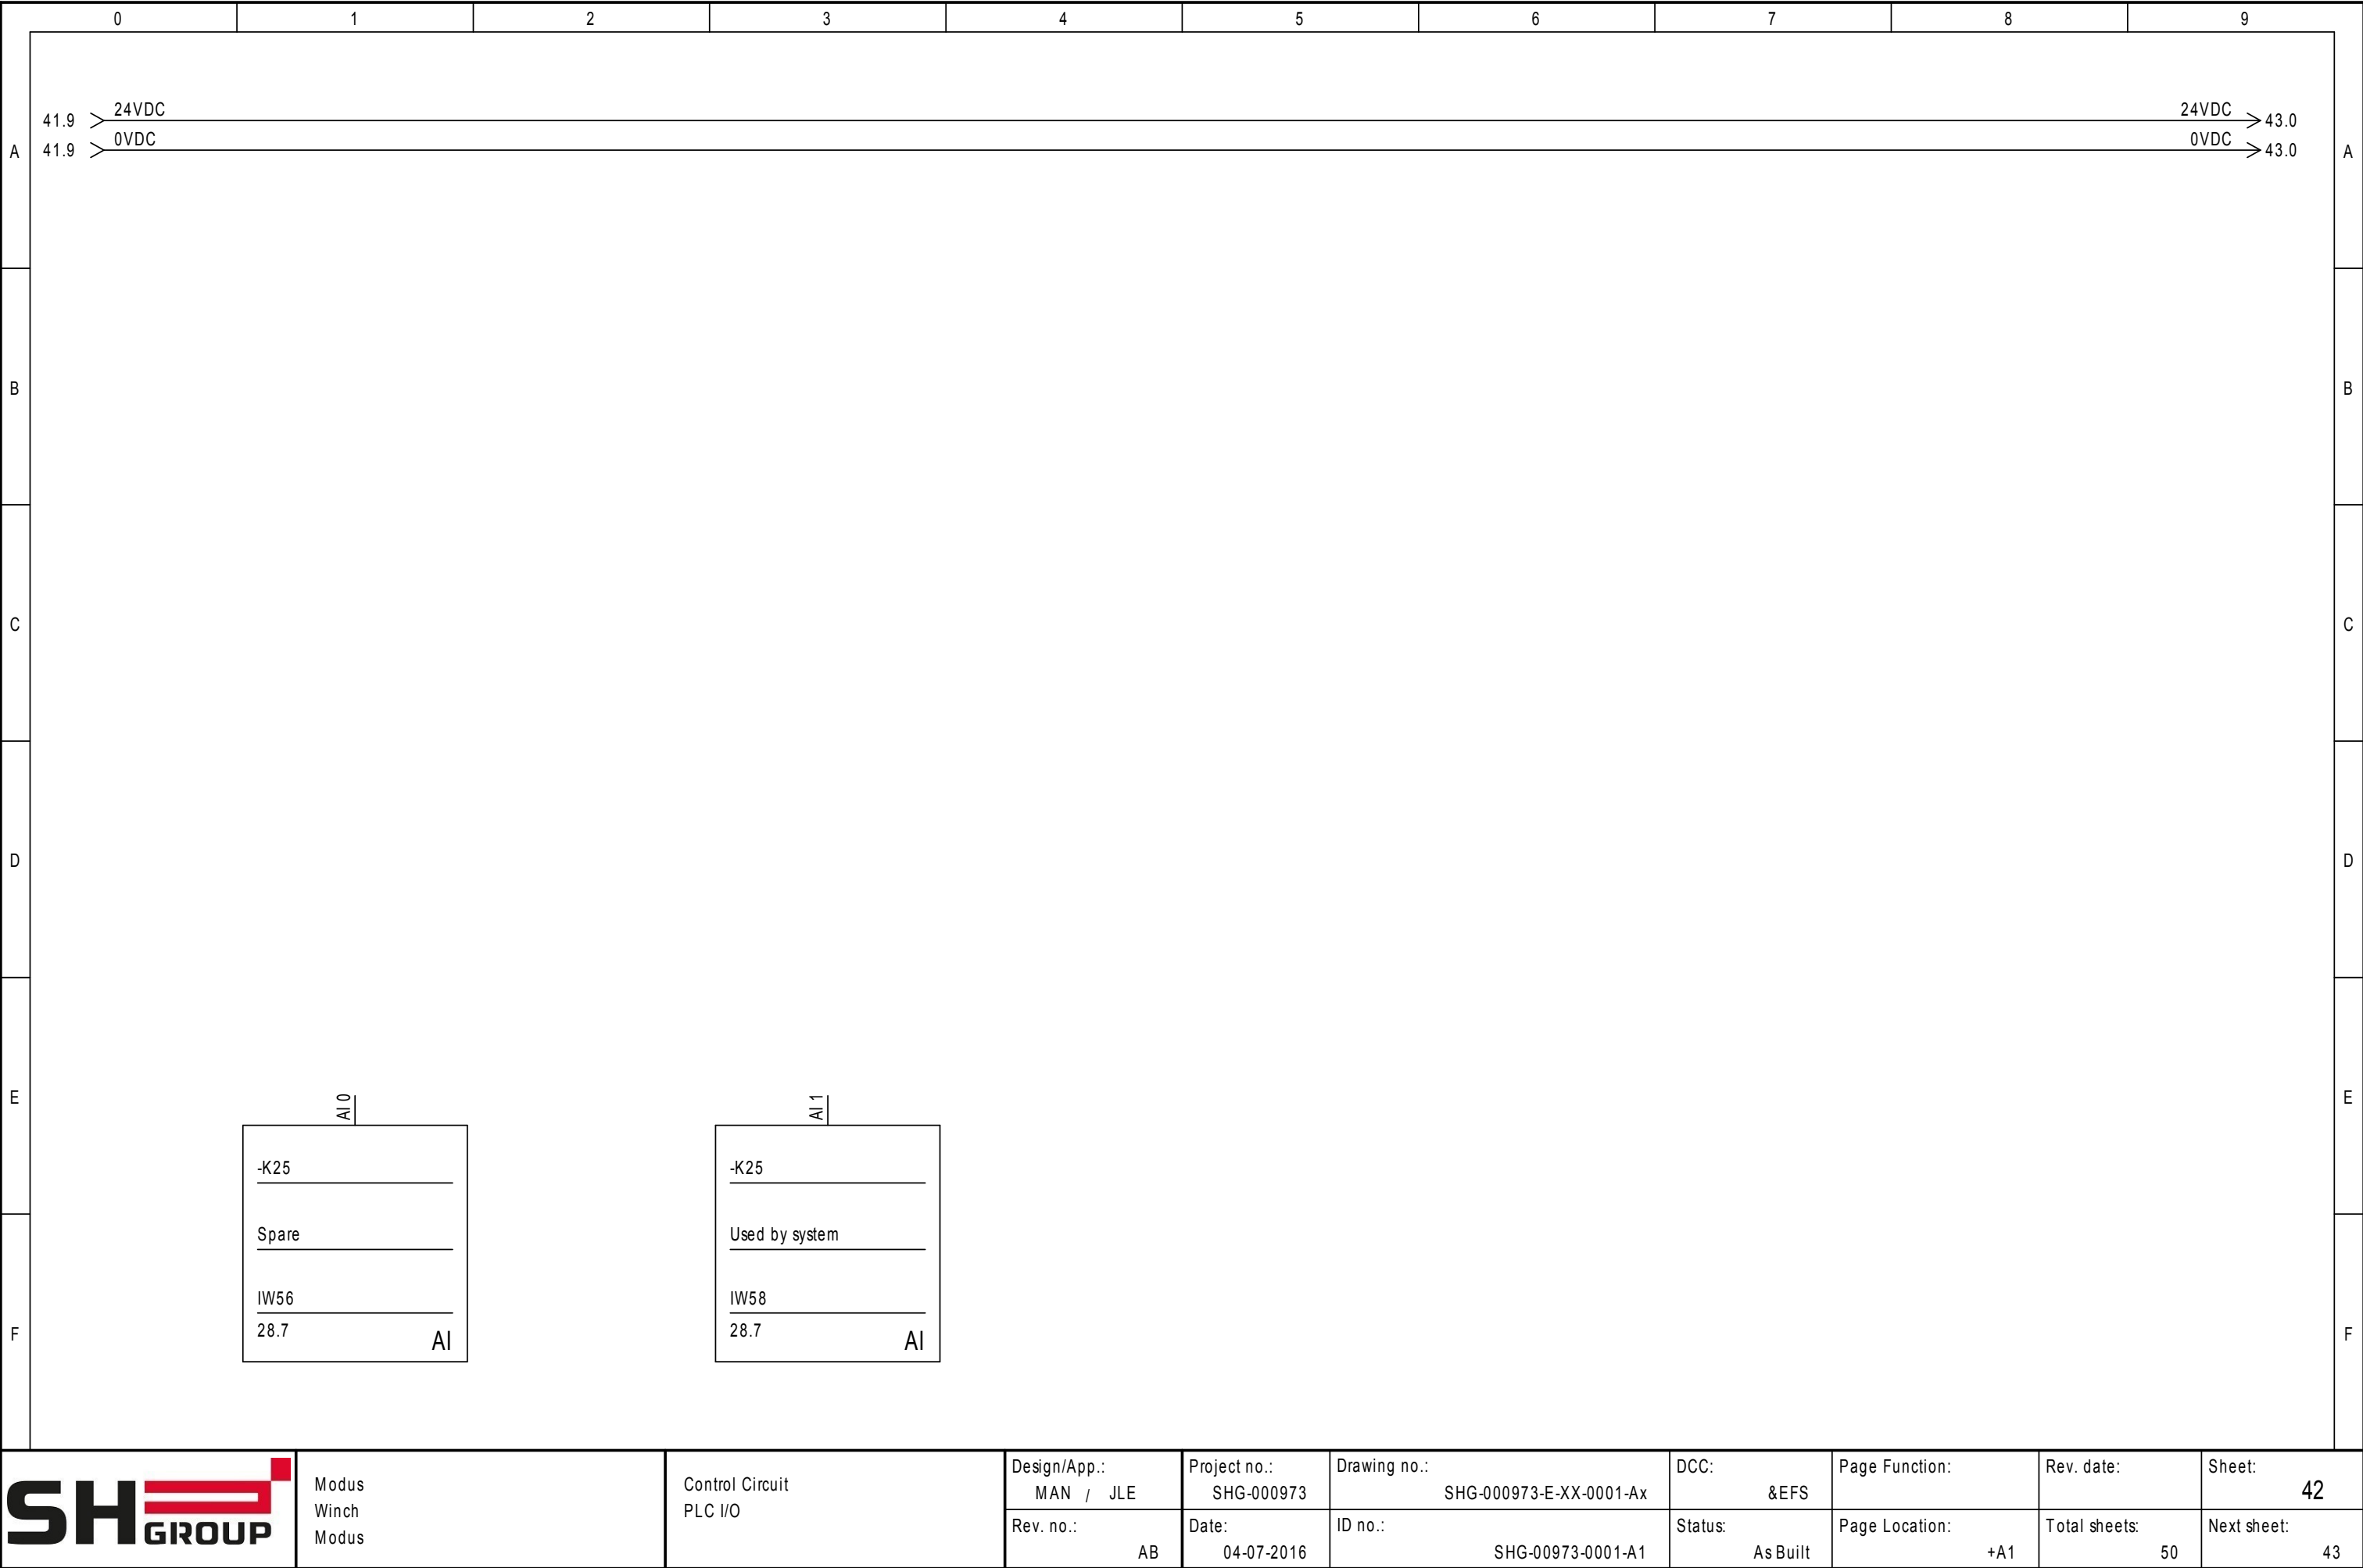 0 1 2 3 4 5 6 7 8 9
41.9 24VDC 24VDC 43.0
41.9 0VDC 0VDC 43.0
A A
B B
C C
D D
E E
AI 0 AI 1
-K25 -K25
Spare Used by system
IW56 IW58
28.7 AI 28.7 AI
F F
SH GROUP
Modus
Winch
Modus
Control Circuit
PLC I/O
Design/App.:
MAN / JLE
Rev. no.:
AB
Project no.:
SHG-000973
Date:
04-07-2016
Drawing no.:
SHG-000973-E-XX-0001-Ax
ID no.:
SHG-00973-0001-A1
DCC:
&EFS
Status:
As Built
Page Function:
Page Location:
+A1
Rev. date:
Total sheets:
50
Sheet:
42
Next sheet:
43